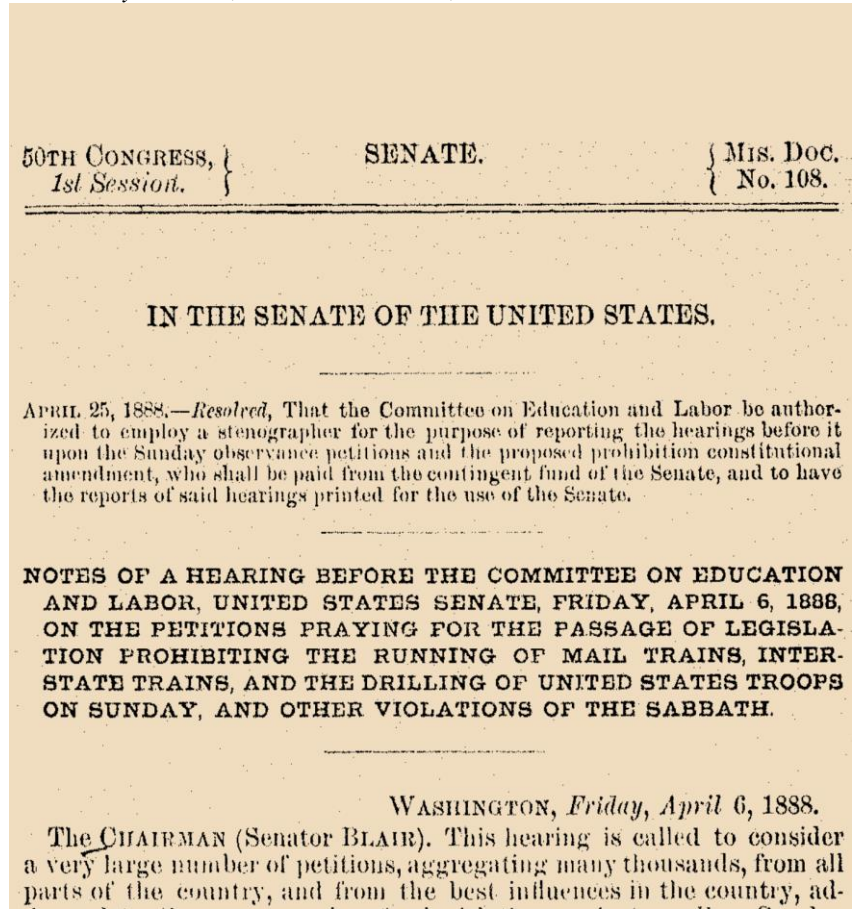 50TH CONGRESS, } SENATE. { MIS. DOC.
1st Session. } { No. 108.
IN THE SENATE OF THE UNITED STATES.
APRIL 25, 1888.—Resolved, That the Committee on Education and Labor be author-
ized to employ a stenographer for the purpose of reporting the hearings before it
upon the Sunday observance petitions and the proposed prohibition constitutional
amendment, who shall be paid from the contingent fund of the Senate, and to have
the reports of said hearings printed for the use of the Senate.
NOTES OF A HEARING BEFORE THE COMMITTEE ON EDUCATION
AND LABOR, UNITED STATES SENATE, FRIDAY, APRIL 6, 1888,
ON THE PETITIONS PRAYING FOR THE PASSAGE OF LEGISLA-
TION PROHIBITING THE RUNNING OF MAIL TRAINS, INTER-
STATE TRAINS, AND THE DRILLING OF UNITED STATES TROOPS
ON SUNDAY, AND OTHER VIOLATIONS OF THE SABBATH.
WASHINGTON, Friday, April 6, 1888.
The CHAIRMAN (Senator BLAIR). This hearing is called to consider
a very large number of petitions, aggregating many thousands, from all
parts of the country, and from the best influences in the country, ad-